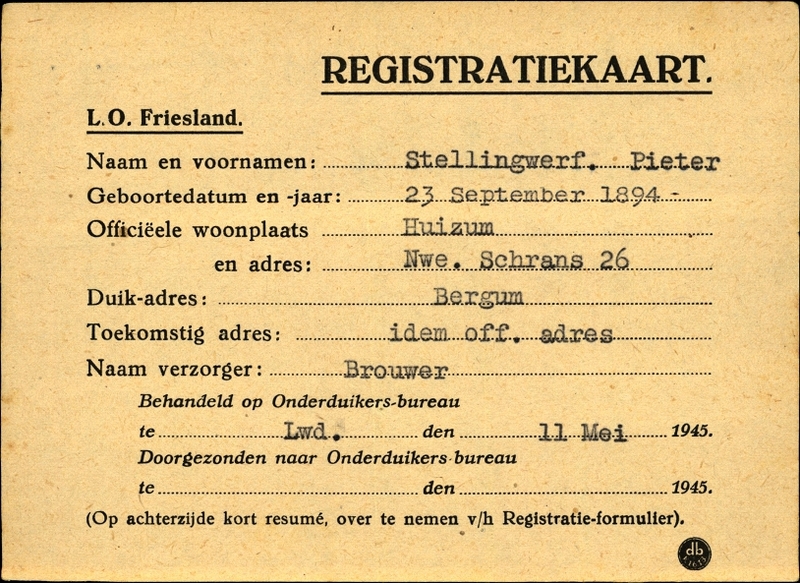 REGISTRATIEKAART.
L.O. Friesland.
Naam en voornamen: Stellingwerf. Pieter
Geboortedatum en -jaar: 23 September 1894-
Officiëele woonplaats Huizum
en adres: Nwe. Schrans 26
Duik-adres: Bergum
Toekomstig adres: idem off. adres
Naam verzorger: Brouwer
Behandeld op Onderduikers-bureau
te Lwd. den 11 Mei 1945.
Doorgezonden naar Onderduikers-bureau
te den 1945.
(Op achterzijde kort resumé, over te nemen v/h Registratie-formulier).
db